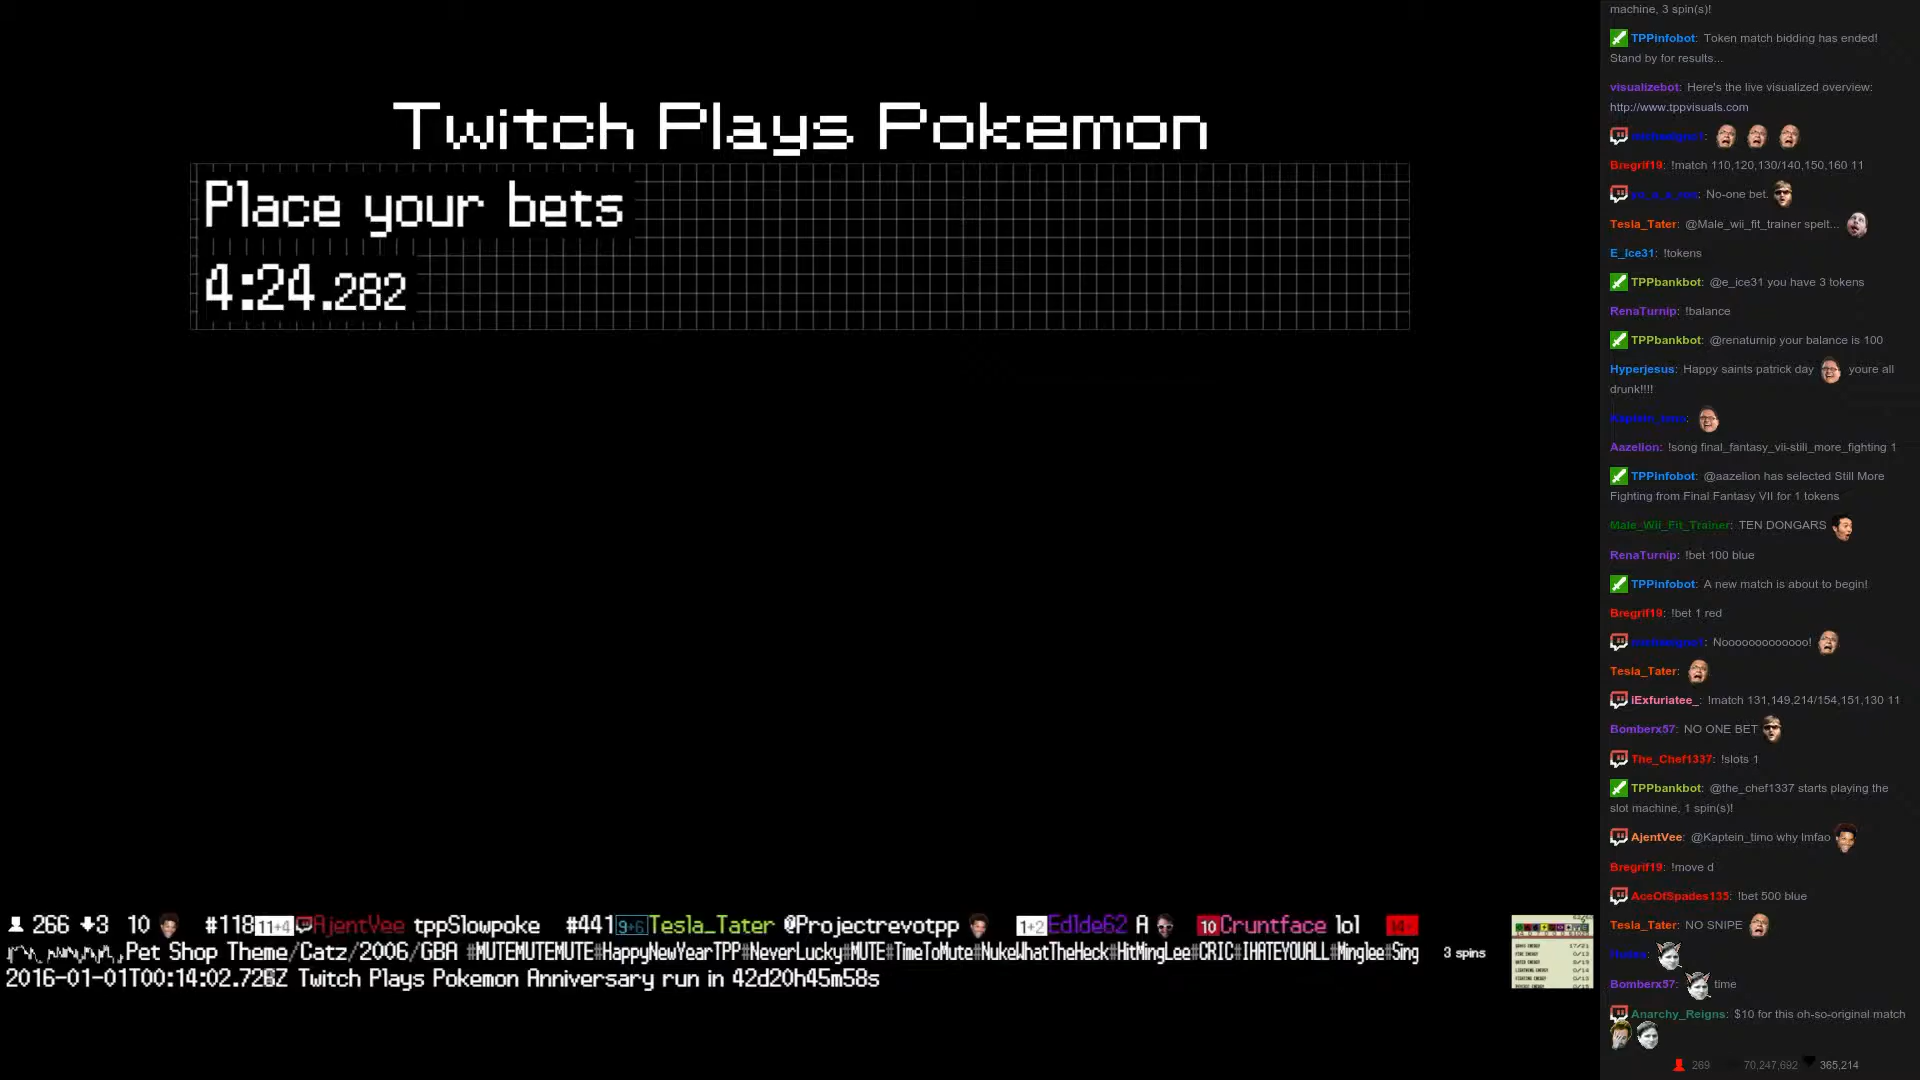 Twitch Plays Pokemon
Place your bets
4:24.282
266 3 10 #118 11+4 AjentVee tppSlowpoke #441 9+6 Tesla_Tater @Projectrevotpp 1+2 Ed1de62 A 10 Cruntface lol
Pet Shop Theme/Catz/2006/GBA #MUTEMUTEMUTE#HappyNewYearTPP#NeverLucky#MUTE#TimeToMute#NukeWhatTheHeck#HitMingLee#CRIC#IHATEYOUALL#Minglee#Sing
3 spins
Twitch Plays Pokemon Anniversary run in 42d20h45m58s
machine, 3 spin(s)!
TPPinfobot: Token match bidding has ended!
Stand by for results...
visualizebot: Here's the live visualized overview:
http://www.tppvisuals.com
Bregrif19: !match 110,120,130/140,150,160 11
No-one bet.
Tesla_Tater: @Male_wii_fit_trainer spelt...
E_Ice31: !tokens
TPPbankbot: @e_ice31 you have 3 tokens
RenaTurnip: !balance
TPPbankbot: @renaturnip your balance is 100
Hyperjesus: Happy saints patrick day youre all
drunk!!!!
Kaptein_timo:
Aazelion: !song final_fantasy_vii-still_more_fighting 1
TPPinfobot: @aazelion has selected Still More
Fighting from Final Fantasy VII for 1 tokens
Male_Wii_Fit_Trainer: TEN DONGARS
RenaTurnip: !bet 100 blue
TPPinfobot: A new match is about to begin!
Bregrif19: !bet 1 red
Nooooooooooooo!
Tesla_Tater:
iExfuriatee_: !match 131,149,214/154,151,130 11
Bomberx57: NO ONE BET
The_Chef1337: !slots 1
TPPbankbot: @the_chef1337 starts playing the
slot machine, 1 spin(s)!
AjentVee: @Kaptein_timo why lmfao
Bregrif19: !move d
AceOfSpades135: !bet 500 blue
Tesla_Tater: NO SNIPE
Bomberx57: time
Anarchy_Reigns: $10 for this oh-so-original match
269 70,247,692 365,214